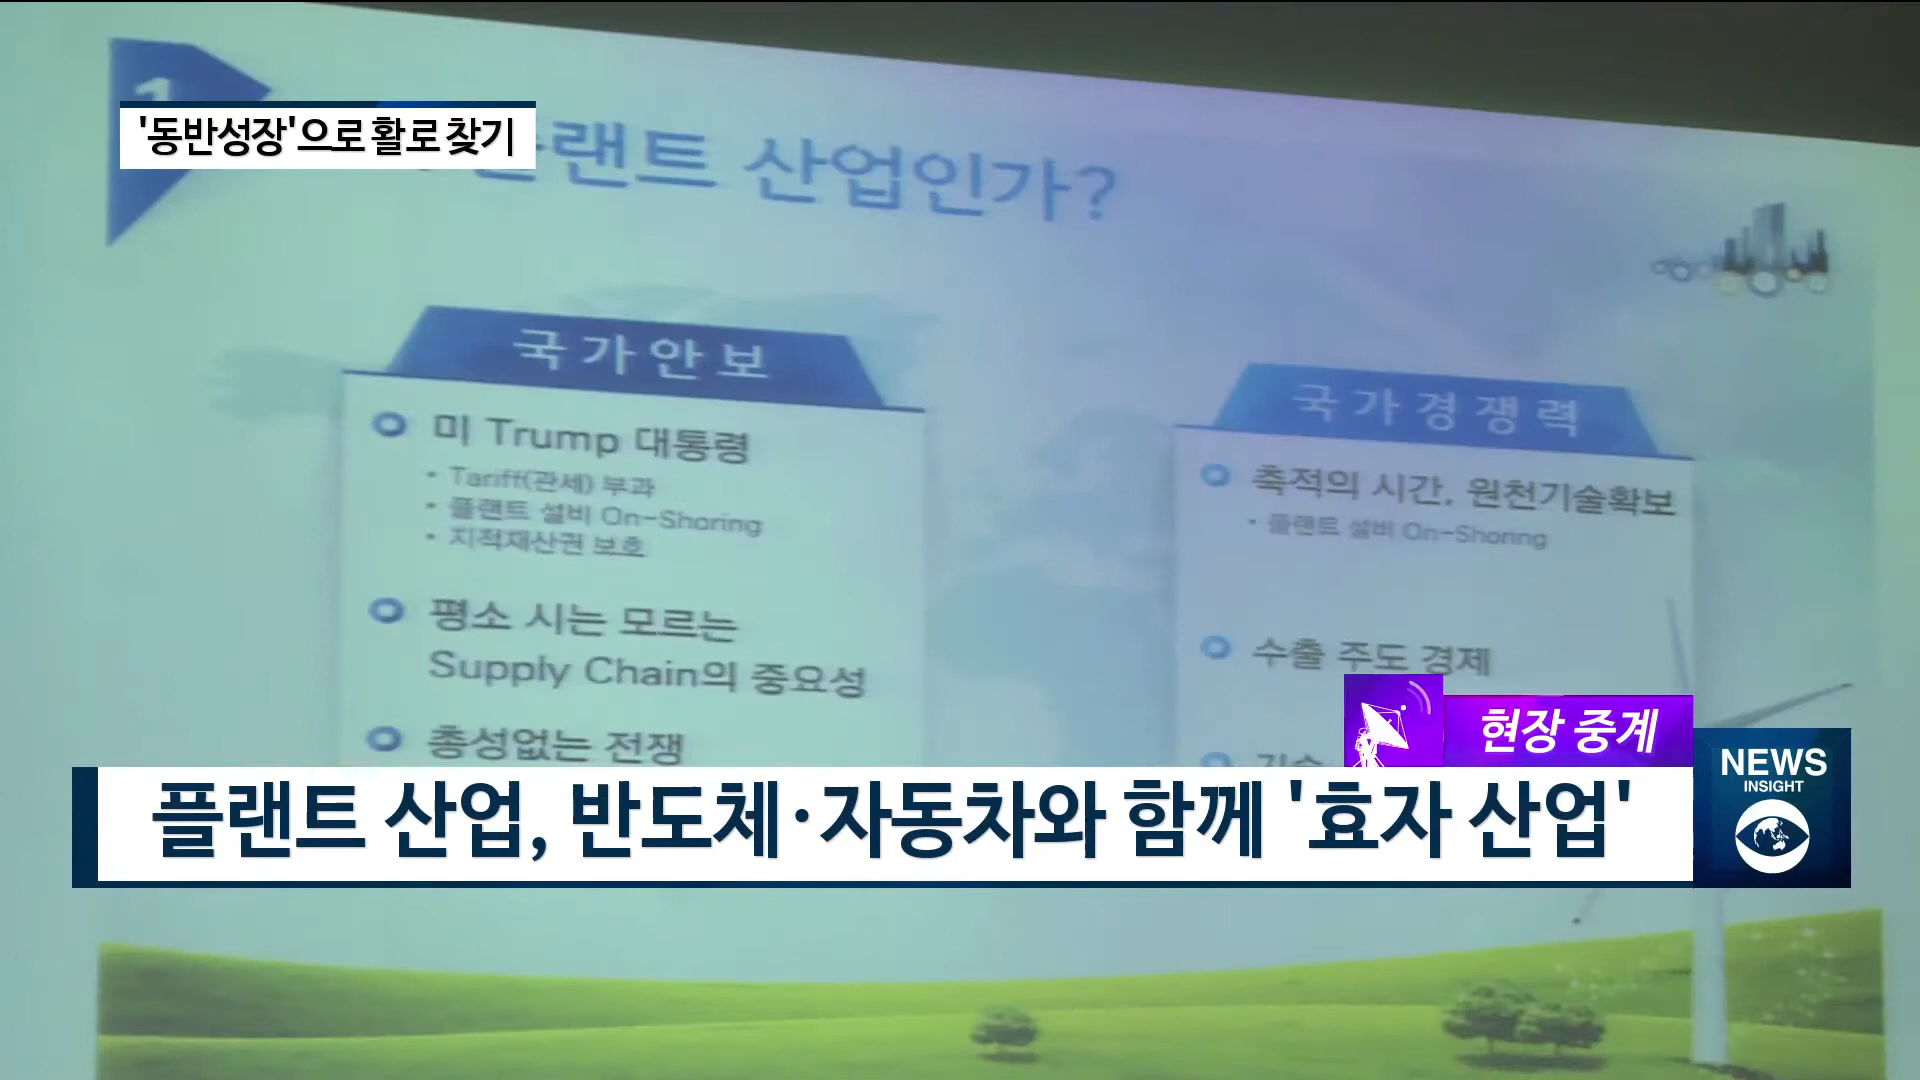 1
'동반성장'으로 활로 찾기
플랜트 산업인가?
국가안보
미 Trump 대통령
• Tariff(관세) 부과
• 플랜트 설비 On-Shoring
• 지적재산권 보호
평소 시는 모르는
Supply Chain의 중요성
총성없는 전쟁
국가경쟁력
축적의 시간, 원천기술확보
• 플랜트 설비 On-Shoring
수출 주도 경제
현장 중계
플랜트 산업, 반도체·자동차와 함께 '효자 산업'
NEWS
INSIGHT